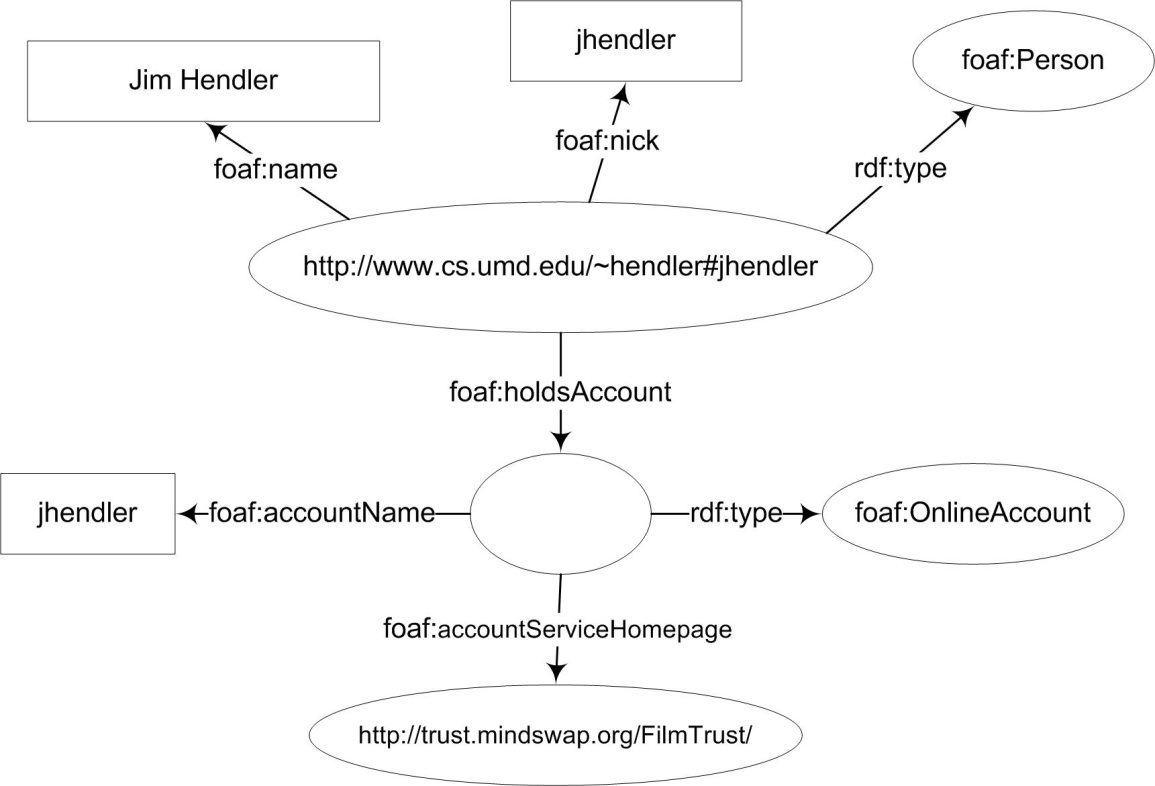 jhendler
Jim Hendler
foaf:Person
foaf:nick
foaf:name
rdf:type
http://www.cs.umd.edu/~hendler#jhendler
foaf:holdsAccount
jhendler
foaf:accountName
rdf:type
foaf:OnlineAccount
foaf:accountServiceHomepage
http://trust.mindswap.org/FilmTrust/